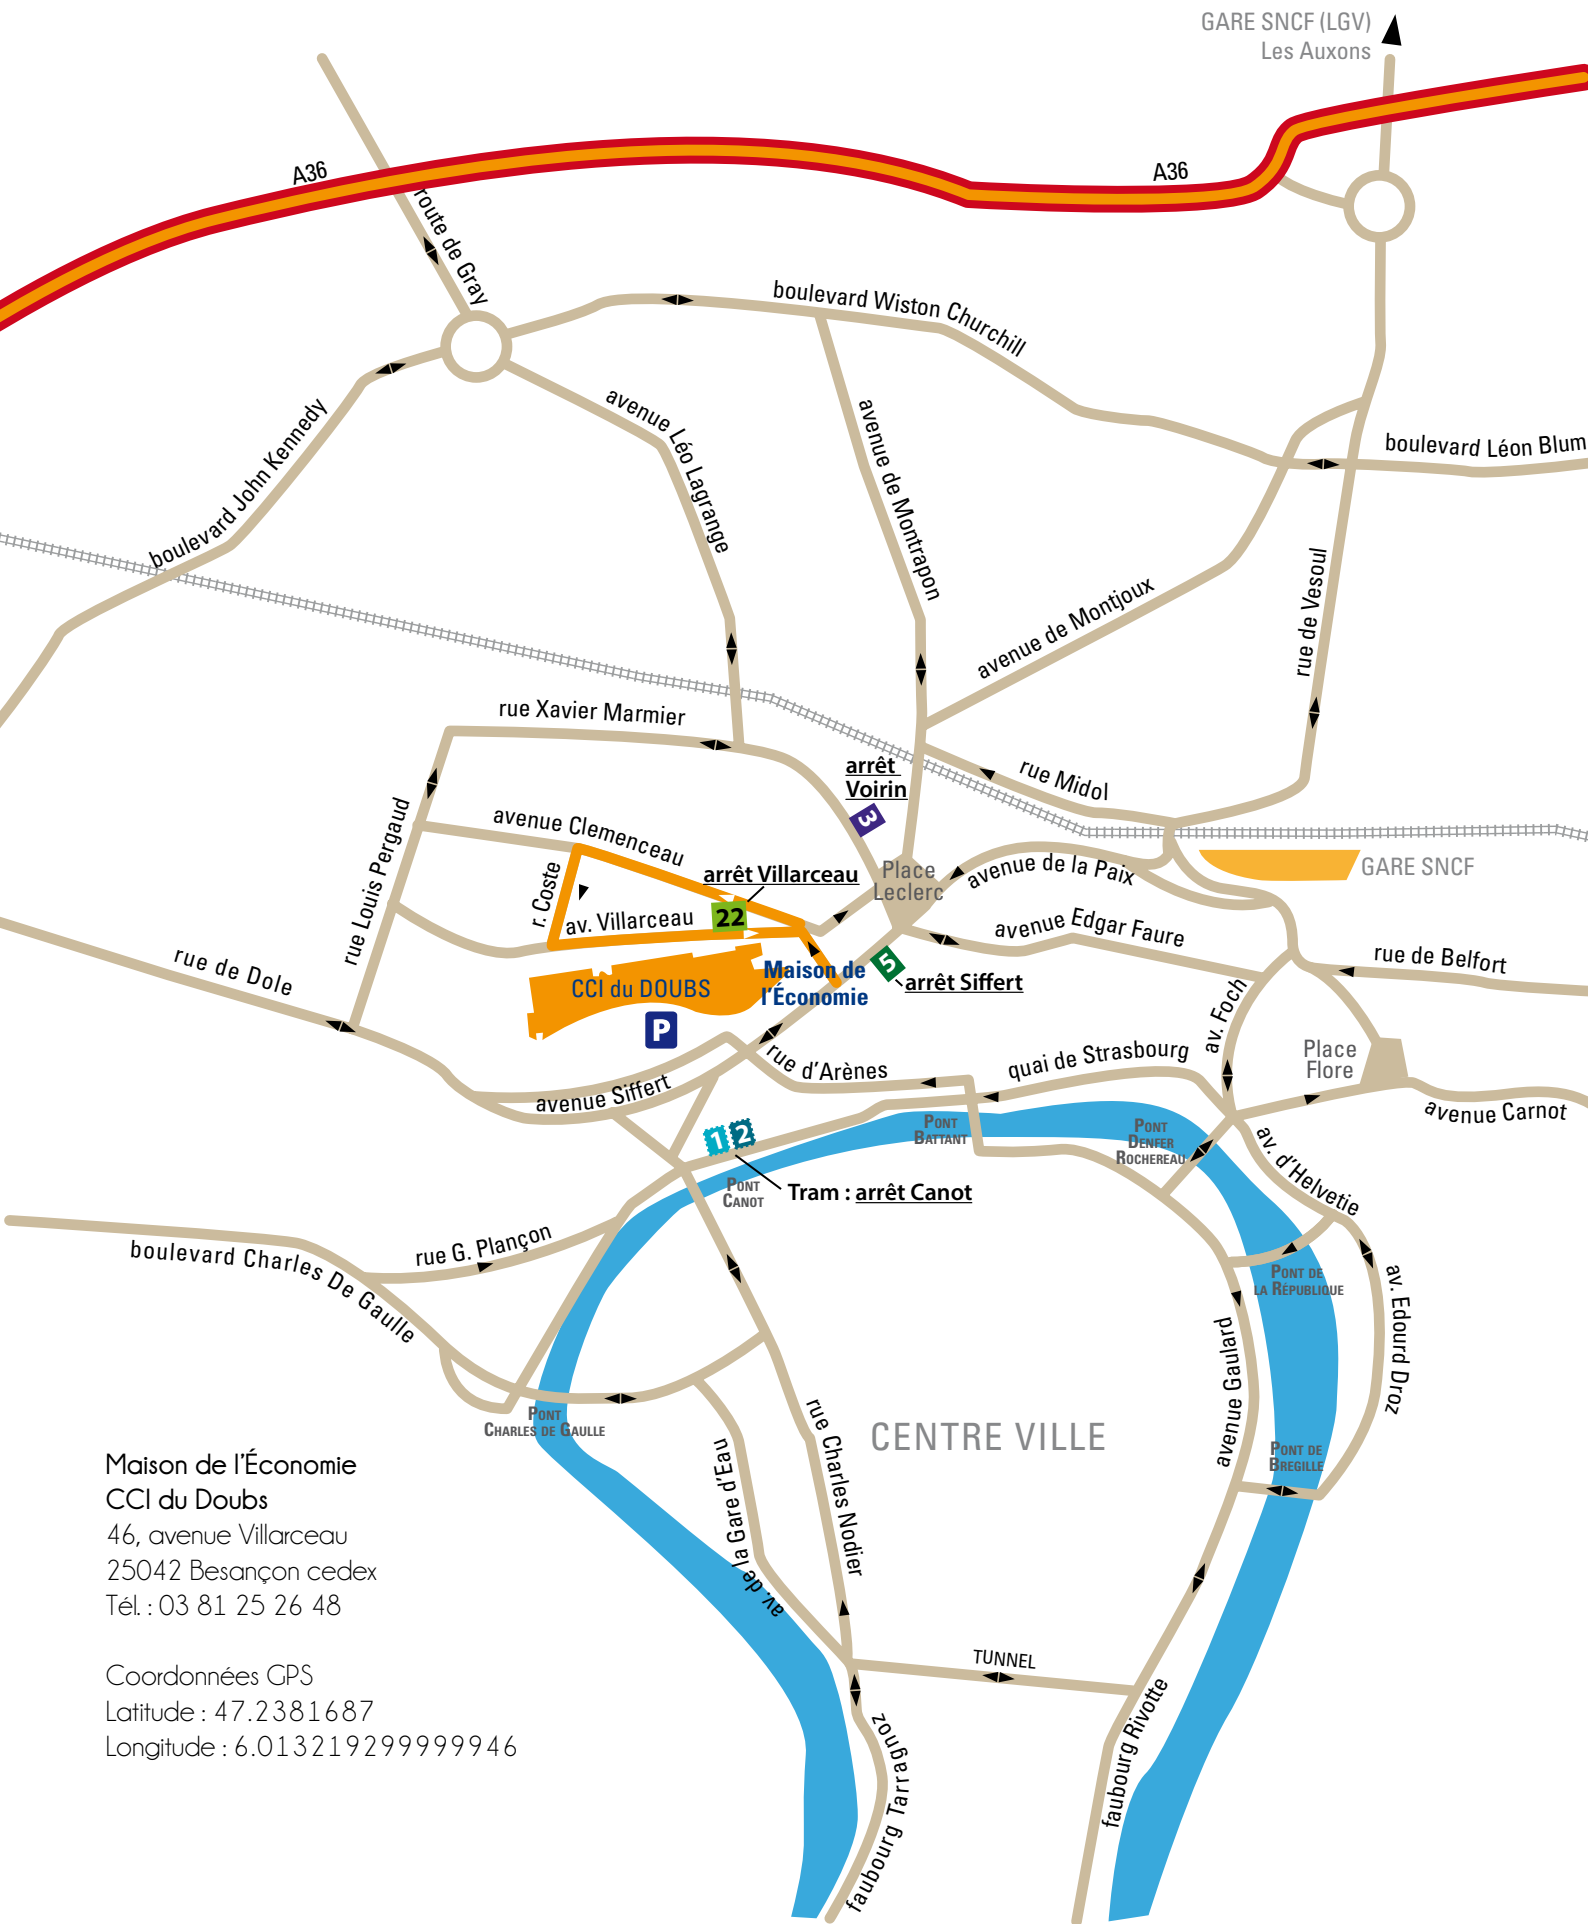 GARE SNCF (LGV)
Les Auxons
A36
A36
route de Gray
boulevard Wiston Churchill
boulevard John Kennedy
avenue Léo Lagrange
avenue de Montrapon
boulevard Léon Blum
avenue de Montjoux
rue de Vesoul
rue Xavier Marmier
arrêt
Voirin
3
rue Midol
rue Louis Pergaud
avenue Clemenceau
r. Coste
arrêt Villarceau
av. Villarceau
22
Place
Leclerc
avenue de la Paix
GARE SNCF
avenue Edgar Faure
rue de Belfort
rue de Dole
CCI du DOUBS
Maison de
l'Économie
5
arrêt Siffert
P
av. Foch
rue d'Arènes
quai de Strasbourg
Place
Flore
avenue Siffert
avenue Carnot
1 2
Pont
Battant
Pont
Denfer
Rochereau
av. d'Helvetie
Pont
Canot
Tram : arrêt Canot
boulevard Charles De Gaulle
rue G. Plançon
Pont de
la République
av. Edourd Droz
avenue Gaulard
Pont
Charles de Gaulle
rue Charles Nodier
CENTRE VILLE
av. de la Gare d'Eau
Pont de
Bregille
Maison de l'Économie
CCI du Doubs
46, avenue Villarceau
25042 Besançon cedex
Tél. : 03 81 25 26 48
Coordonnées GPS
Latitude : 47.2381687
Longitude : 6.013219299999946
TUNNEL
faubourg Tarragnoz
faubourg Rivotte